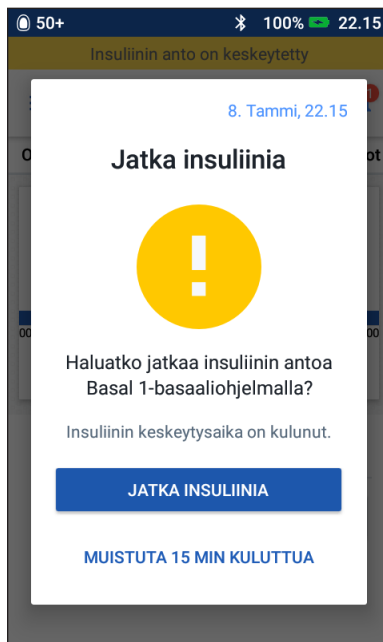 50+ 100% 22.15
Insuliinin anto on keskeytetty
8. Tammi, 22.15
Jatka insuliinia
Haluatko jatkaa insuliinin antoa
Basal 1-basaaliohjelmalla?
Insuliinin keskeytysaika on kulunut.
JATKA INSULIINIA
MUISTUTA 15 MIN KULUTTUA